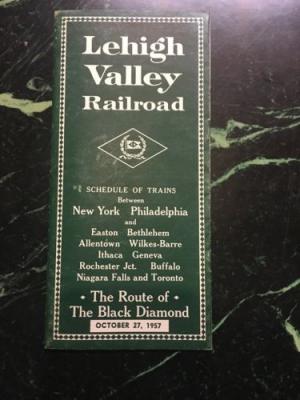 Lehigh
Valley
Railroad
SCHEDULE OF TRAINS
Between
New York Philadelphia
and
Easton Bethlehem
Allentown Wilkes-Barre
Ithaca Geneva
Rochester Jct. Buffalo
Niagara Falls and Toronto
• The Route of •
The Black Diamond
OCTOBER 27, 1957